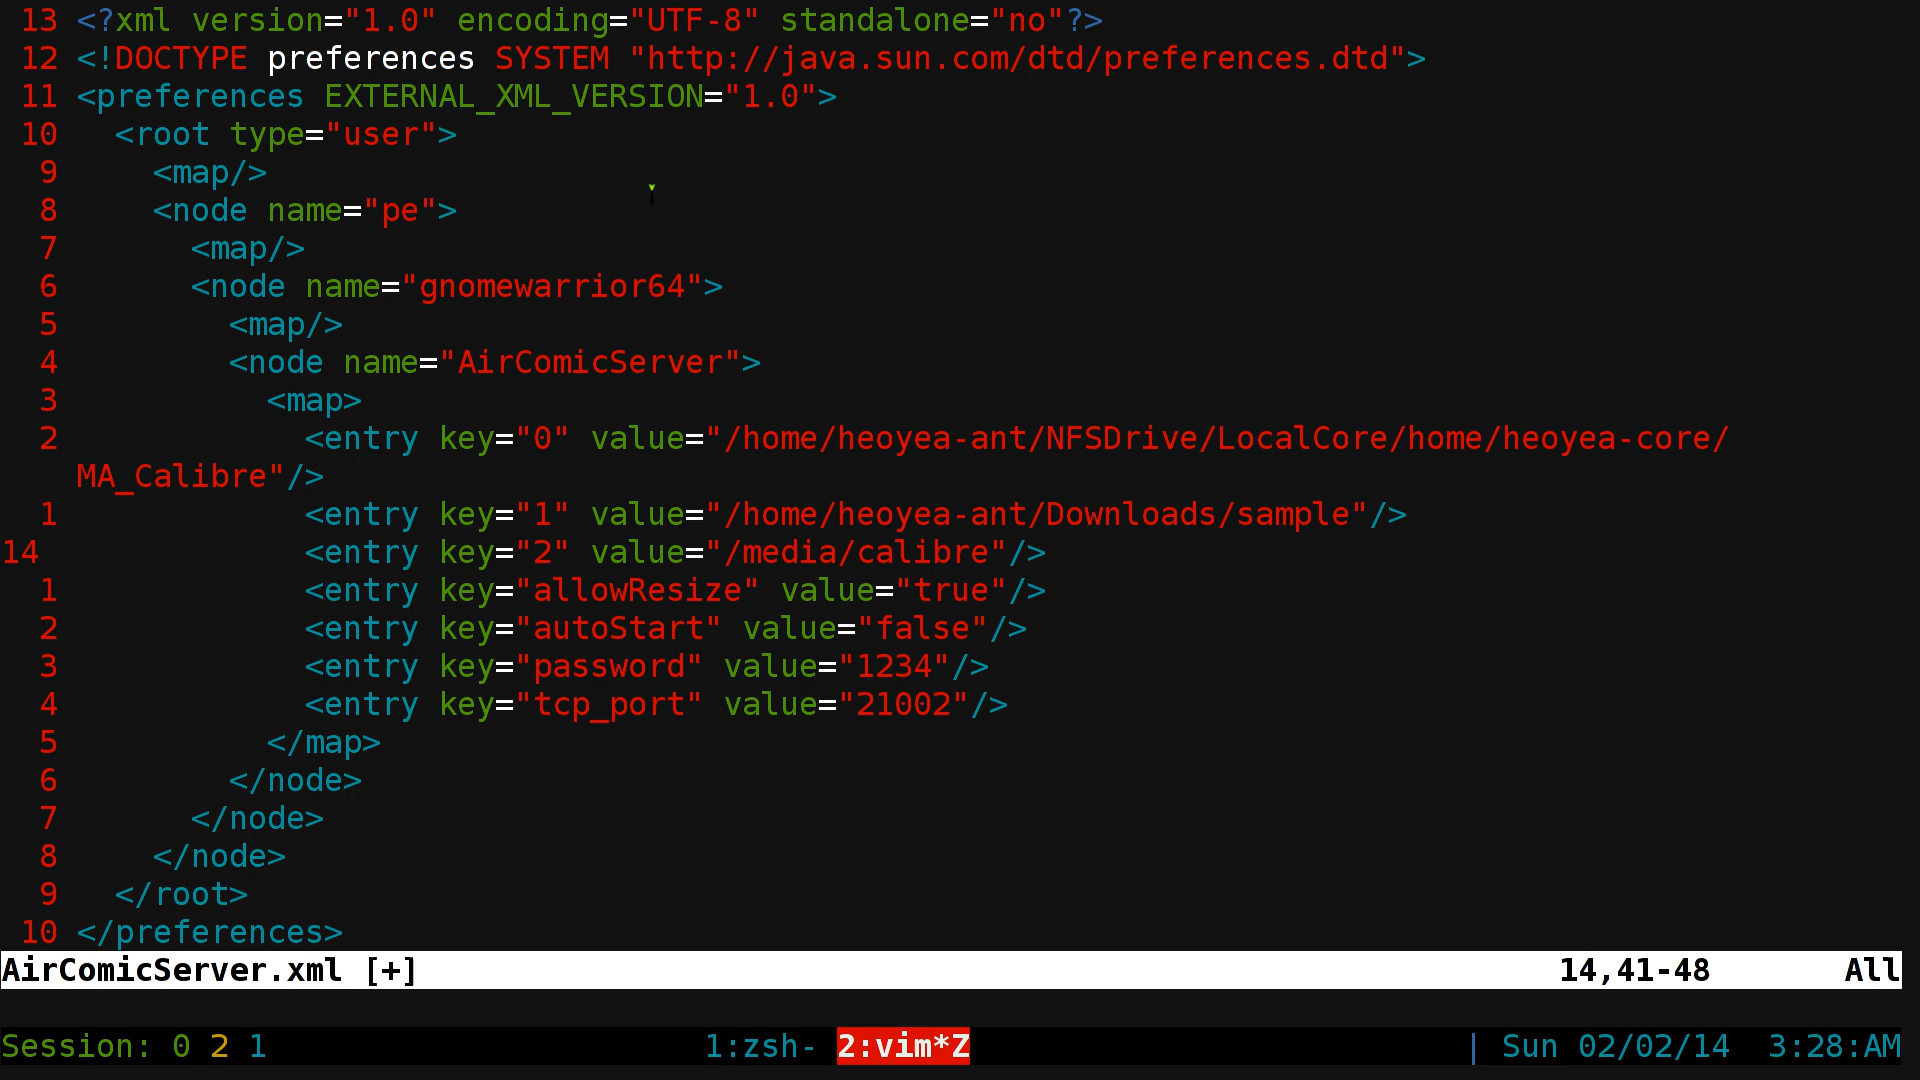 13 <?xml version="1.0" encoding="UTF-8" standalone="no"?>
12 <!DOCTYPE preferences SYSTEM "http://java.sun.com/dtd/preferences.dtd">
11 <preferences EXTERNAL_XML_VERSION="1.0">
10   <root type="user">
 9     <map/>
 8     <node name="pe">
 7       <map/>
 6       <node name="gnomewarrior64">
 5         <map/>
 4         <node name="AirComicServer">
 3           <map>
 2             <entry key="0" value="/home/heoyea-ant/NFSDrive/LocalCore/home/heoyea-core/
MA_Calibre"/>
 1             <entry key="1" value="/home/heoyea-ant/Downloads/sample"/>
14             <entry key="2" value="/media/calibre"/>
 1             <entry key="allowResize" value="true"/>
 2             <entry key="autoStart" value="false"/>
 3             <entry key="password" value="1234"/>
 4             <entry key="tcp_port" value="21002"/>
 5           </map>
 6         </node>
 7       </node>
 8     </node>
 9   </root>
10 </preferences>
AirComicServer.xml [+] 14,41-48 All
Session: 0 2 1 1:zsh- 2:vim*Z | Sun 02/02/14 3:28:AM